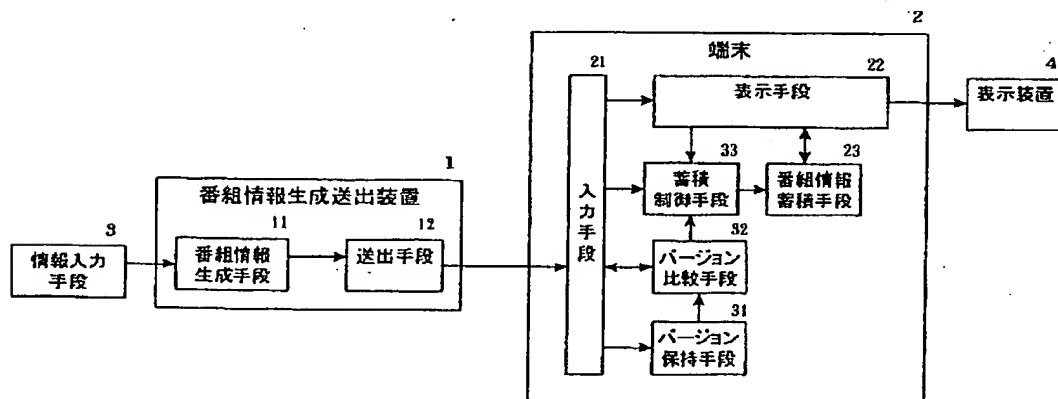 2
端末
21
22
4
表示手段
表示装置
33
23
1
蓄積
制御手段
番組情報
蓄積手段
番組情報生成送出装置
入力手段
3
11
12
32
情報入力
手段
番組情報
生成手段
送出手段
バージョン
比較手段
31
バージョン
保持手段